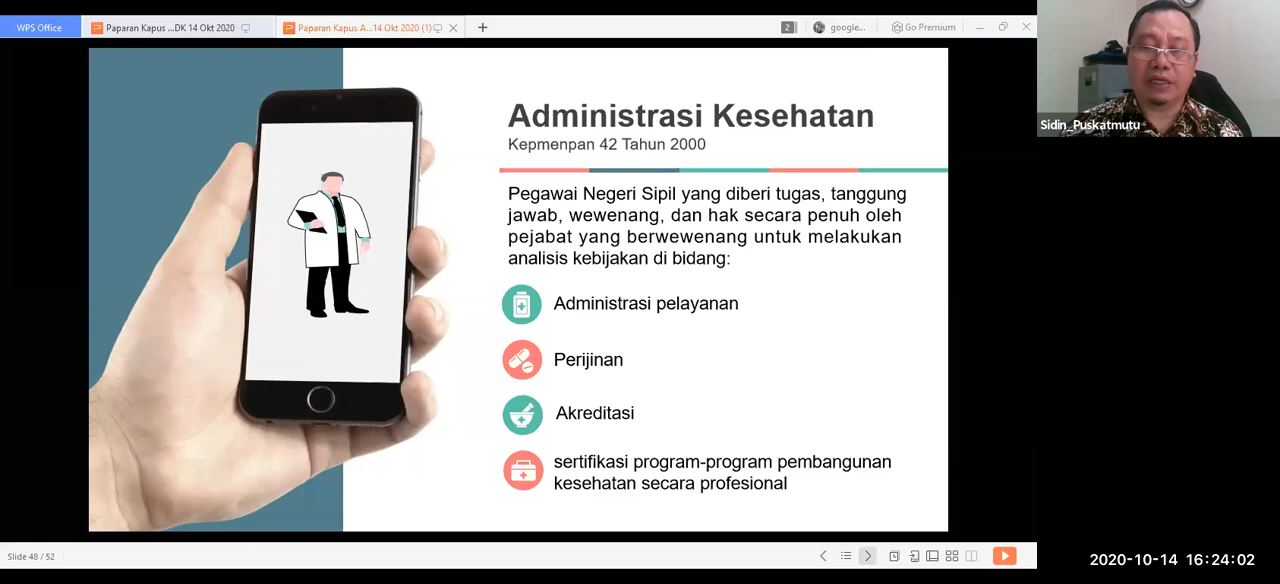 WPS Office
Paparan Kapus ...DK 14 Okt 2020
Paparan Kapus A...14 Okt 2020 (1)
2
google...
Go Premium
Sidin_Puskatmutu
Administrasi Kesehatan
Kepmenpan 42 Tahun 2000
Pegawai Negeri Sipil yang diberi tugas, tanggung
jawab, wewenang, dan hak secara penuh oleh
pejabat yang berwewenang untuk melakukan
analisis kebijakan di bidang:
Administrasi pelayanan
Perijinan
Akreditasi
sertifikasi program-program pembangunan
kesehatan secara profesional
Slide 48 / 52
2020-10-14 16:24:02